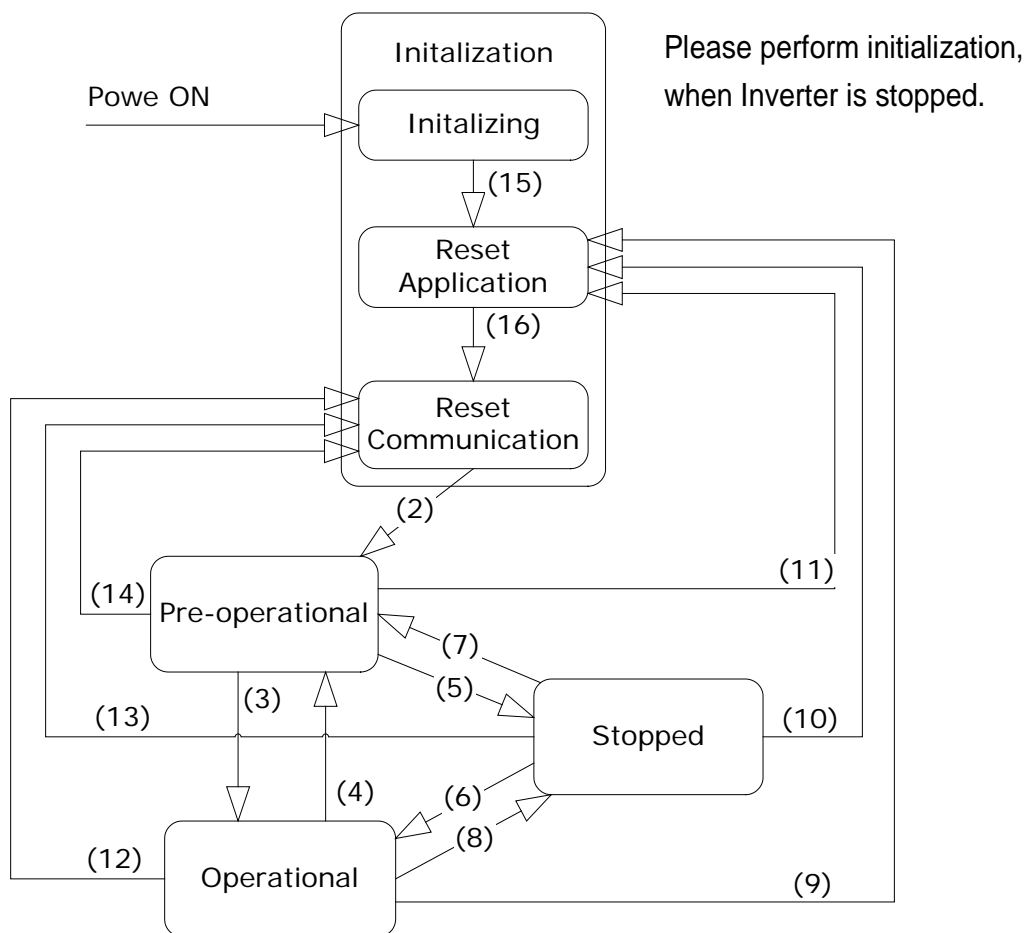 Initalization
Please perform initialization,
when Inverter is stopped.
Powe ON
Initalizing
(15)
Reset
Application
(16)
Reset
Communication
(2)
(14)
Pre-operational
(11)
(7)
(3)
(5)
(13)
Stopped
(10)
(4)
(6)
(8)
(12)
Operational
(9)